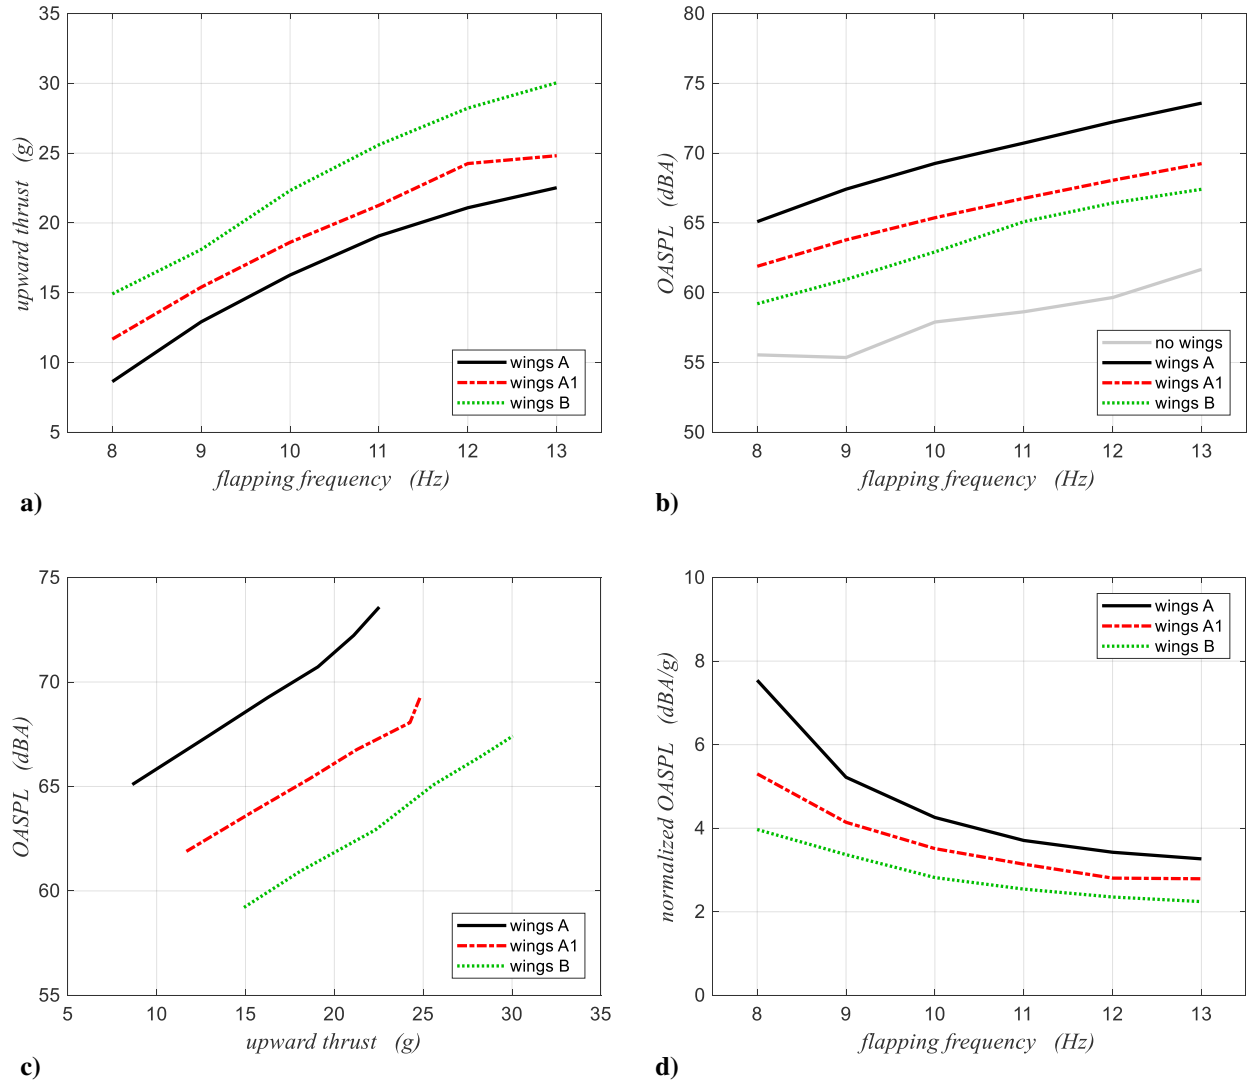 35
30
25
20
15
10
5
upward thrust (g)
wings A
wings A1
wings B
8 9 10 11 12 13
flapping frequency (Hz)
a)
80
75
70
65
60
55
50
OASPL (dBA)
no wings
wings A
wings A1
wings B
8 9 10 11 12 13
flapping frequency (Hz)
b)
75
70
65
60
55
OASPL (dBA)
wings A
wings A1
wings B
5 10 15 20 25 30 35
upward thrust (g)
c)
10
8
6
4
2
0
normalized OASPL (dBA/g)
wings A
wings A1
wings B
8 9 10 11 12 13
flapping frequency (Hz)
d)